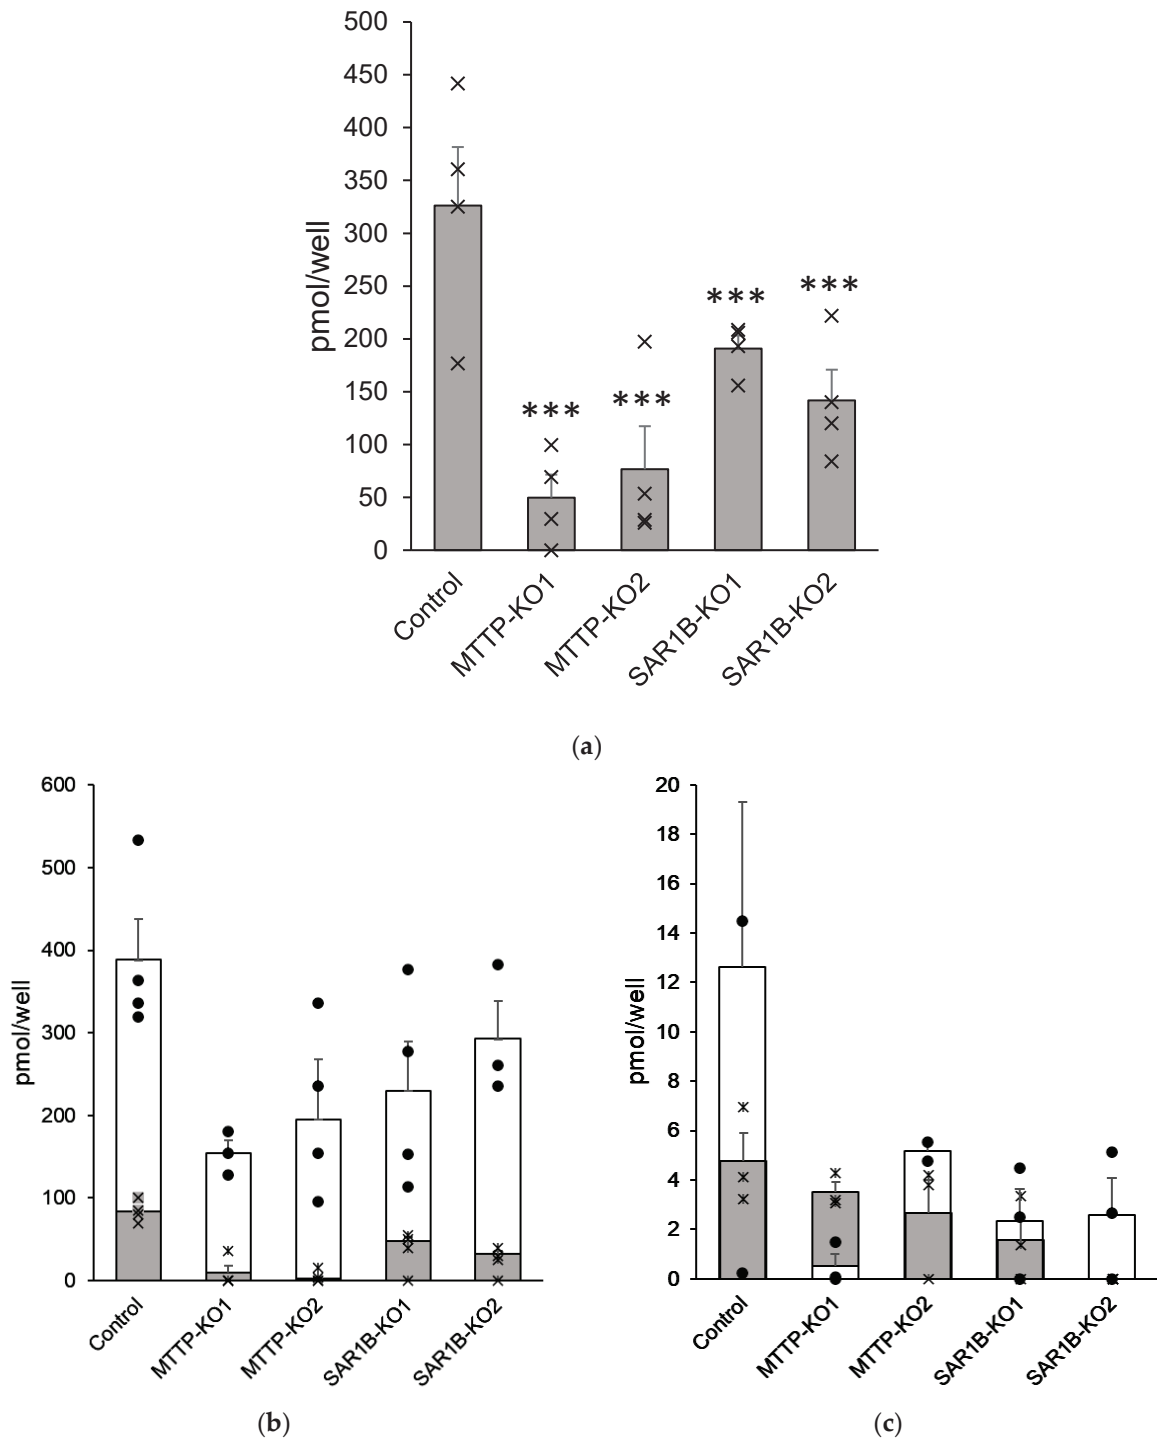 500
450
400
350
300
250
200
150
100
50
0
pmol/well
***
***
***
***
Control
MTTP-KO1
MTTP-KO2
SAR1B-KO1
SAR1B-KO2
(a)
600
500
400
300
200
100
0
pmol/well
Control
MTTP-KO1
MTTP-KO2
SAR1B-KO1
SAR1B-KO2
(b)
20
18
16
14
12
10
8
6
4
2
0
pmol/well
Control
MTTP-KO1
MTTP-KO2
SAR1B-KO1
SAR1B-KO2
(c)